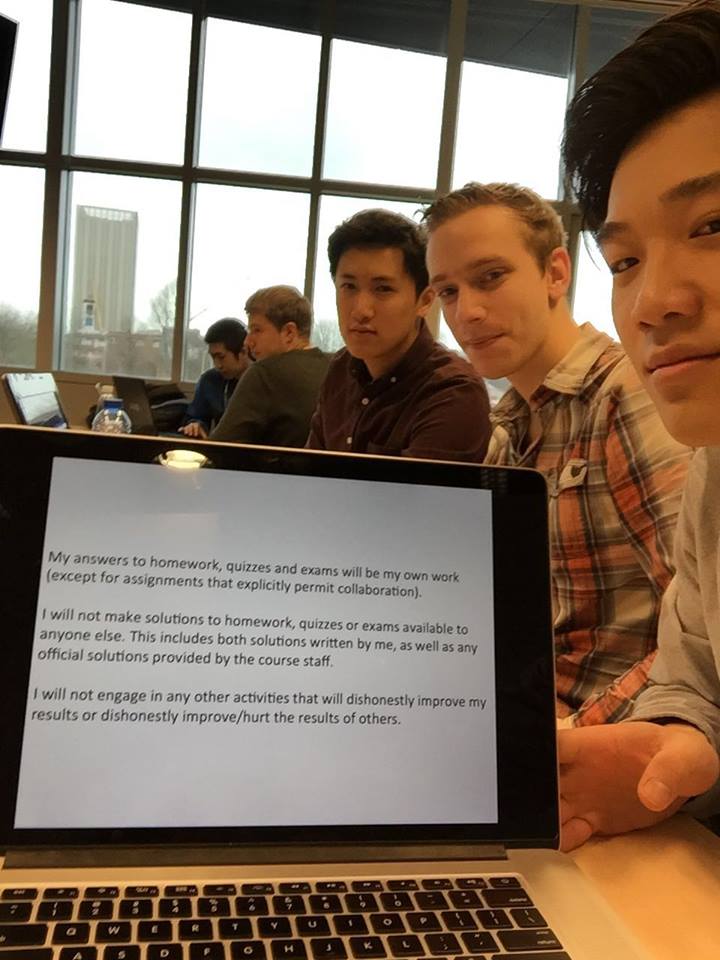 My answers to homework, quizzes and exams will be my own work
(except for assignments that explicitly permit collaboration).
I will not make solutions to homework, quizzes or exams available to
anyone else. This includes both solutions written by me, as well as any
official solutions provided by the course staff.
I will not engage in any other activities that will dishonestly improve my
results or dishonestly improve/hurt the results of others.
Q W E R T Y U I O P
A S D F G H J K L